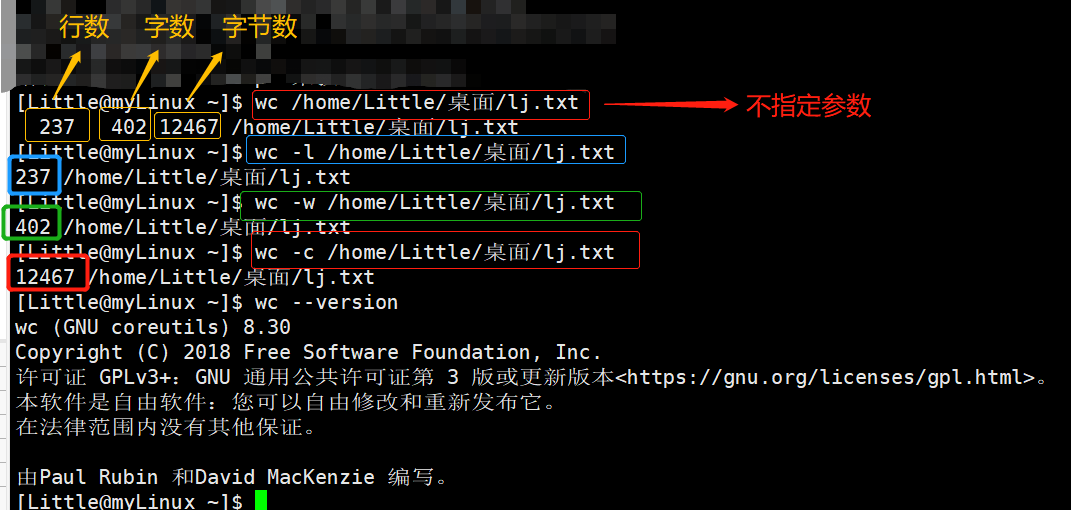 行数 字数 字节数
[Little@myLinux ~]$ wc /home/Little/桌面/lj.txt 不指定参数
237 402 12467 /home/Little/桌面/lj.txt
[Little@myLinux ~]$ wc -l /home/Little/桌面/lj.txt
237 /home/Little/桌面/lj.txt
[Little@myLinux ~]$ wc -w /home/Little/桌面/lj.txt
402 /home/Little/桌面/lj.txt
[Little@myLinux ~]$ wc -c /home/Little/桌面/lj.txt
12467 /home/Little/桌面/lj.txt
[Little@myLinux ~]$ wc --version
wc (GNU coreutils) 8.30
Copyright (C) 2018 Free Software Foundation, Inc.
许可证 GPLv3+：GNU 通用公共许可证第 3 版或更新版本<https://gnu.org/licenses/gpl.html>。
本软件是自由软件：您可以自由修改和重新发布它。
在法律范围内没有其他保证。
由Paul Rubin 和David MacKenzie 编写。
[Little@myLinux ~]$